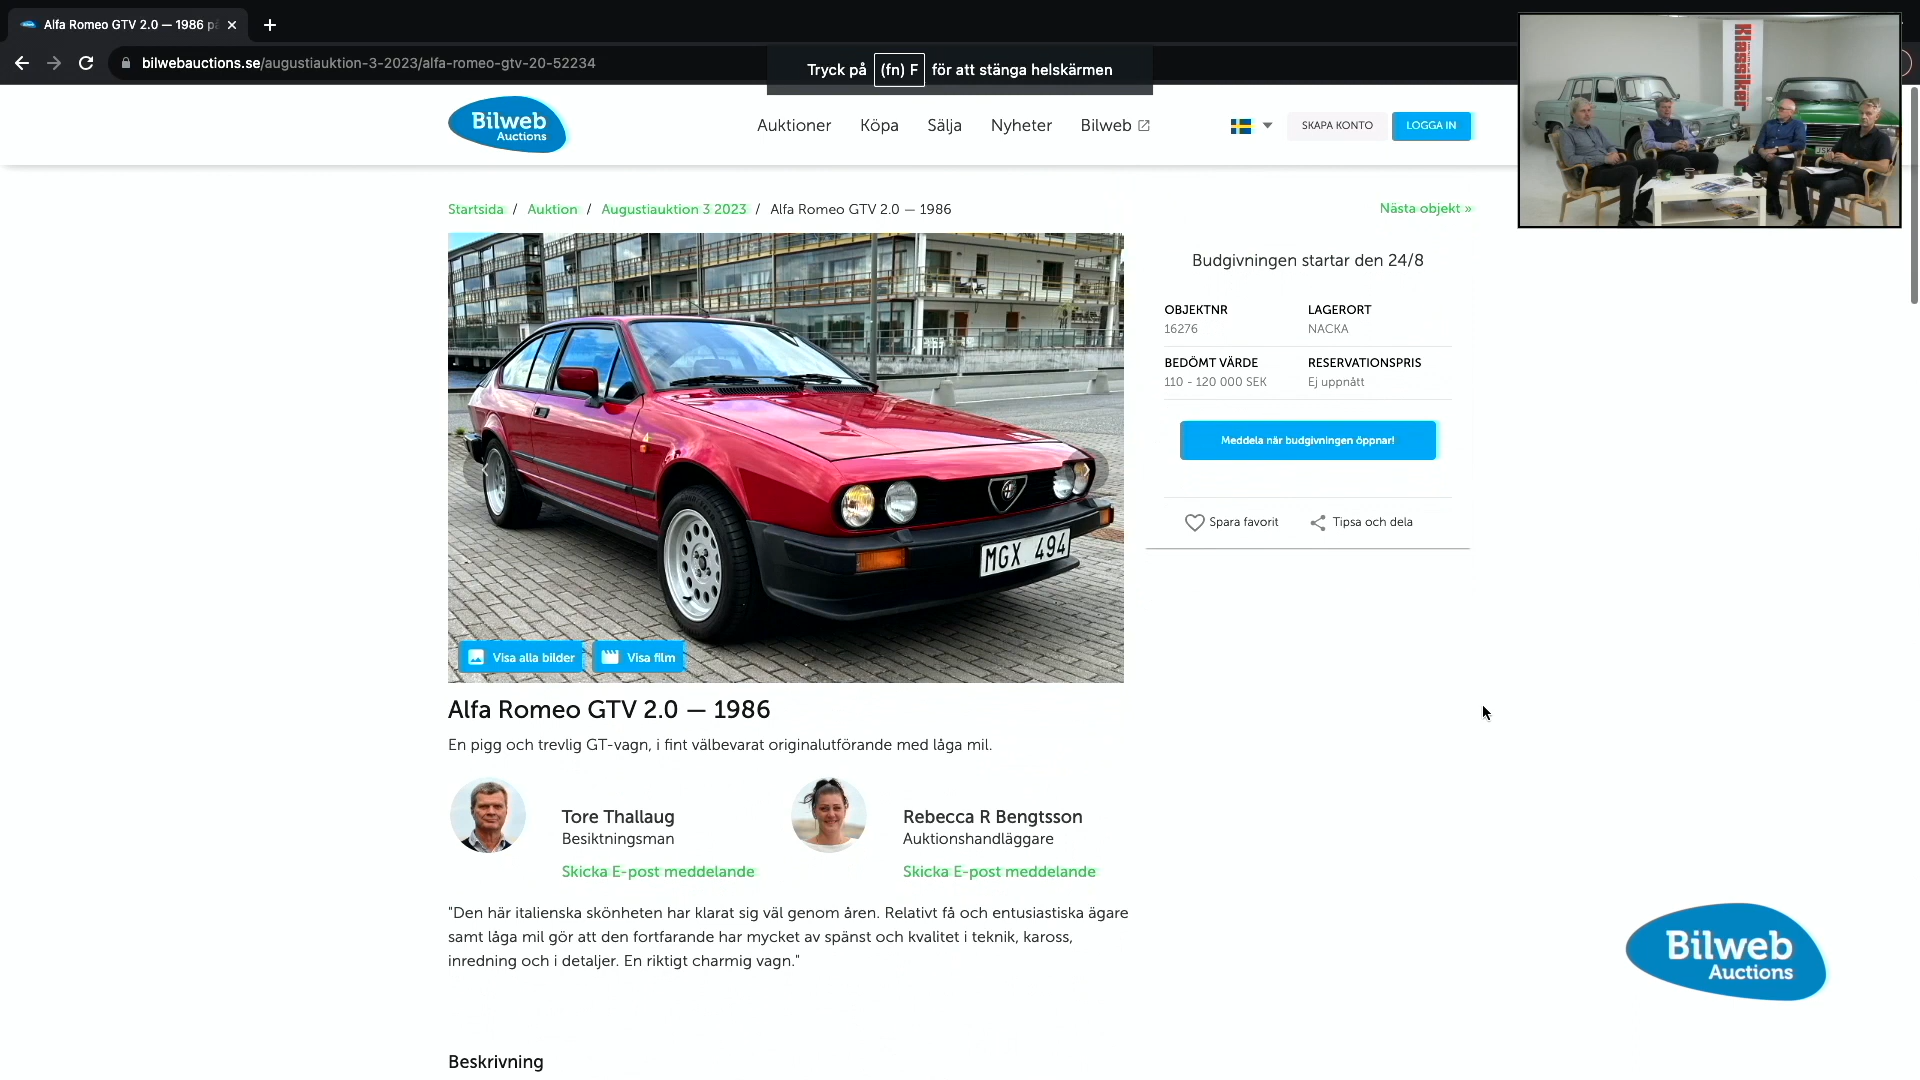 Alfa Romeo GTV 2.0 — 1986 på
bilwebauctions.se/augustiauktion-3-2023/alfa-romeo-gtv-20-52234
Tryck på (fn) F för att stänga helskärmen
Klassiker
Bilweb
Auctions
Auktioner Köpa Sälja Nyheter Bilweb
SKAPA KONTO LOGGA IN
Startsida / Auktion / Augustiauktion 3 2023 / Alfa Romeo GTV 2.0 — 1986
Nästa objekt »
MGX 494
Visa alla bilder Visa film
Budgivningen startar den 24/8
OBJEKTNR LAGERORT
16276 NACKA
BEDÖMT VÄRDE RESERVATIONSPRIS
110 - 120 000 SEK Ej uppnått
Meddela när budgivningen öppnar!
Spara favorit Tipsa och dela
Alfa Romeo GTV 2.0 — 1986
En pigg och trevlig GT-vagn, i fint välbevarat originalutförande med låga mil.
Tore Thallaug
Besiktningsman
Skicka E-post meddelande
Rebecca R Bengtsson
Auktionshandläggare
Skicka E-post meddelande
"Den här italienska skönheten har klarat sig väl genom åren. Relativt få och entusiastiska ägare
samt låga mil gör att den fortfarande har mycket av spänst och kvalitet i teknik, kaross,
inredning och i detaljer. En riktigt charmig vagn."
Beskrivning
Bilweb
Auctions